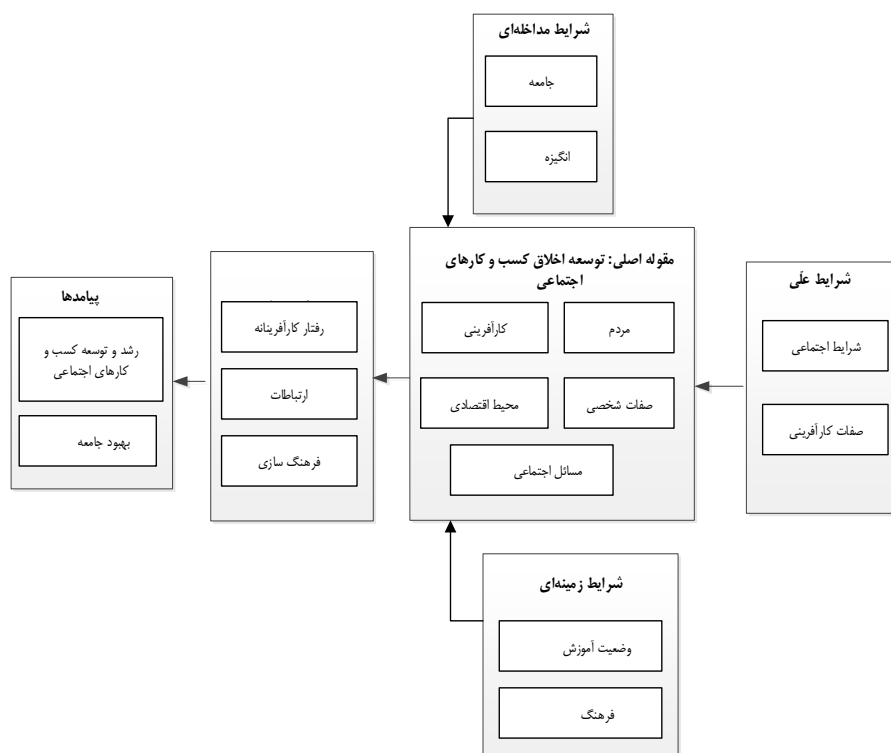 شرایط مداخله‌ای
جامعه
انگیزه
شرایط علّی
شرایط اجتماعی
صفات کارآفرینی
مقوله اصلی: توسعه اخلاق کسب و کارهای
اجتماعی
مردم
کارآفرینی
صفات شخصی
محیط اقتصادی
مسائل اجتماعی
رفتار کارآفرینانه
ارتباطات
فرهنگ سازی
پیامدها
رشد و توسعه کسب و
کارهای اجتماعی
بهبود جامعه
شرایط زمینه‌ای
وضعیت آموزش
فرهنگ